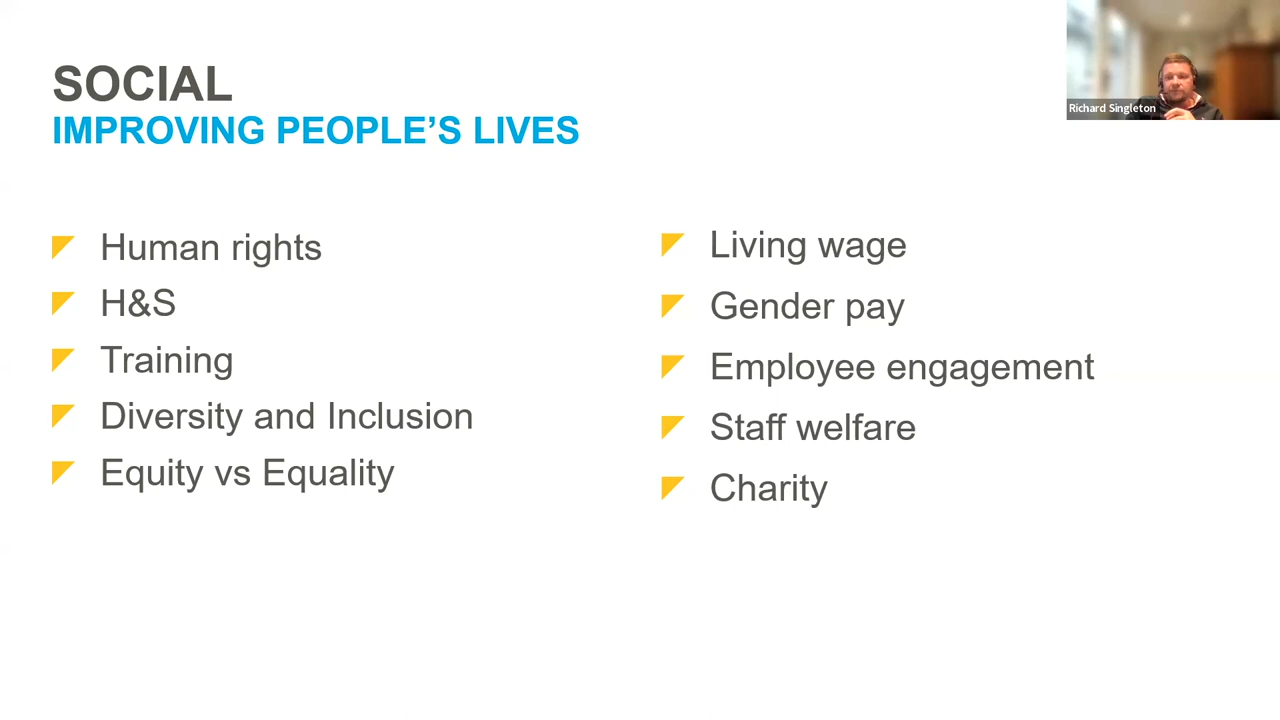 SOCIAL
IMPROVING PEOPLE’S LIVES
Richard Singleton
Human rights
H&S
Training
Diversity and Inclusion
Equity vs Equality
Living wage
Gender pay
Employee engagement
Staff welfare
Charity